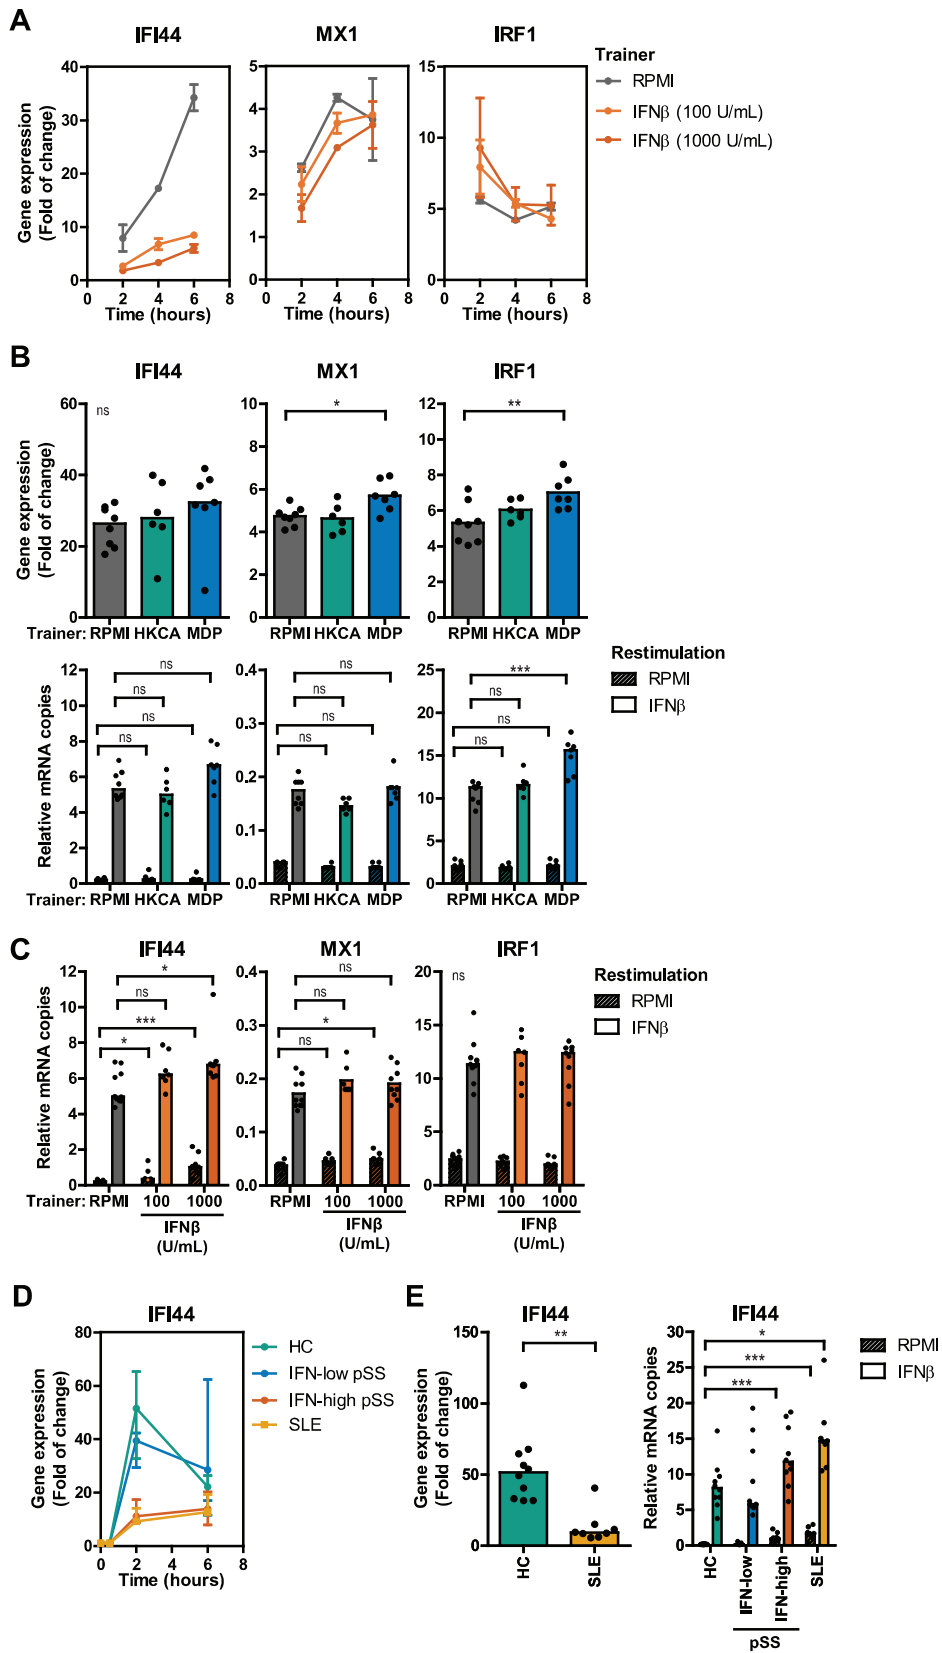 A
IFI44
MX1
IRF1
Gene expression
(Fold of change)
40
30
20
10
0
0 2 4 6 8
Time (hours)
5
4
3
2
1
0
0 2 4 6 8
Time (hours)
15
10
5
0
0 2 4 6 8
Time (hours)
Trainer
RPMI
IFNβ (100 U/mL)
IFNβ (1000 U/mL)
B
IFI44
MX1
IRF1
Gene expression
(Fold of change)
60
40
20
0
ns
10
8
6
4
2
0
*
12
10
8
6
4
2
0
**
Trainer: RPMI HKCA MDP
RPMI HKCA MDP
RPMI HKCA MDP
Relative mRNA copies
12
10
8
6
4
2
0
ns
ns
ns
ns
0.4
0.3
0.2
0.1
0.0
ns
ns
ns
ns
25
20
15
10
5
0
***
ns
ns
ns
Trainer: RPMI HKCA MDP
RPMI HKCA MDP
RPMI HKCA MDP
Restimulation
RPMI
IFNβ
C
IFI44
MX1
IRF1
Relative mRNA copies
12
10
8
6
4
2
0
*
ns
***
*
0.4
0.3
0.2
0.1
0.0
ns
ns
*
ns
20
15
10
5
0
ns
Trainer: RPMI 100 1000
IFNβ
(U/mL)
RPMI 100 1000
IFNβ
(U/mL)
RPMI 100 1000
IFNβ
(U/mL)
Restimulation
RPMI
IFNβ
D
IFI44
Gene expression
(Fold of change)
80
60
40
20
0
0 2 4 6 8
Time (hours)
HC
IFN-low pSS
IFN-high pSS
SLE
E
IFI44
Gene expression
(Fold of change)
150
100
50
0
**
HC
SLE
IFI44
Relative mRNA copies
30
25
20
15
10
5
0
*
***
***
HC
IFN-low
IFN-high
SLE
pSS
RPMI
IFNβ